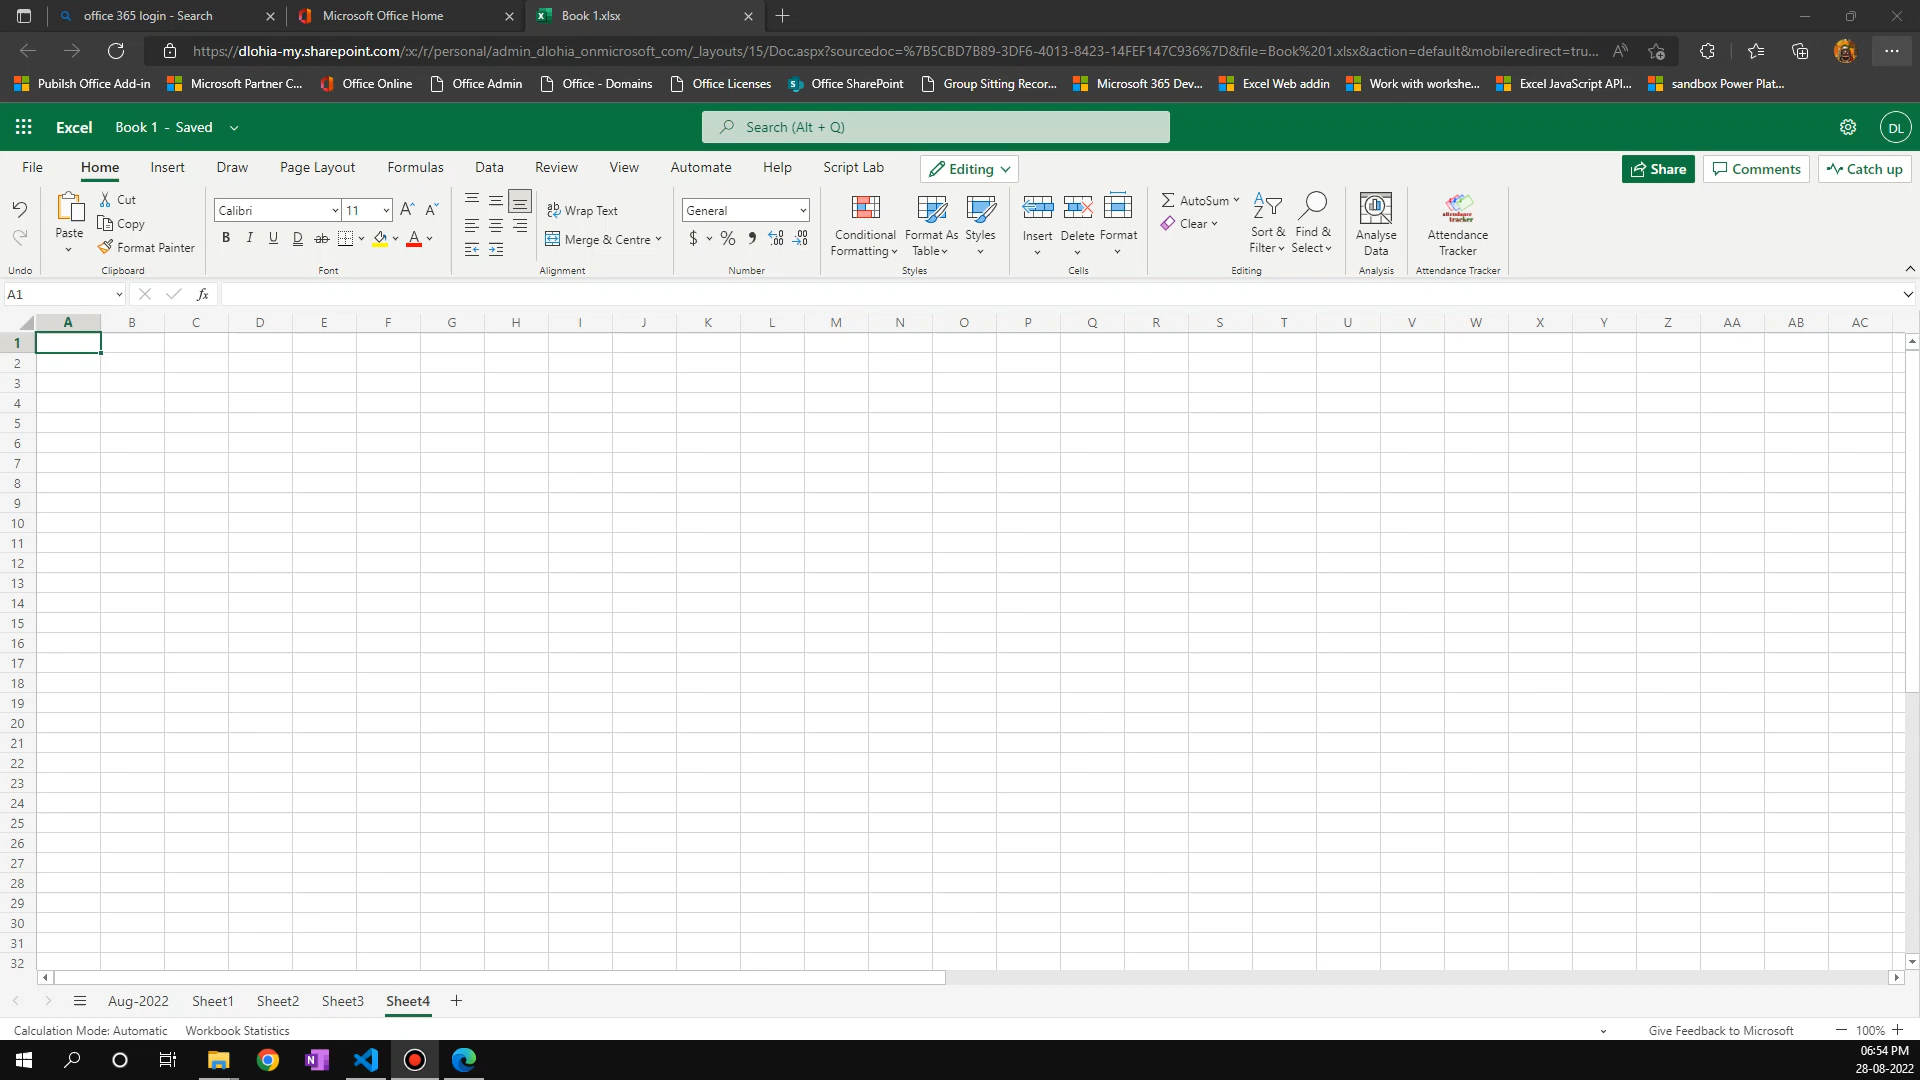 office 365 login - Search
Microsoft Office Home
Book 1.xlsx
https://dlohia-my.sharepoint.com/:x:/r/personal/admin_dlohia_onmicrosoft_com/_layouts/15/Doc.aspx?sourcedoc=%7B5CBD7B89-3DF6-4013-8423-14FEF147C936%7D&file=Book%201.xlsx&action=default&mobileredirect=tru...
Pubilsh Office Add-in
Microsoft Partner C...
Office Online
Office Admin
Office - Domains
Office Licenses
Office SharePoint
Group Sitting Recor...
Microsoft 365 Dev...
Excel Web addin
Work with workshe...
Excel JavaScript API...
sandbox Power Plat...
Excel Book 1 - Saved
Search (Alt + Q)
DL
File Home Insert Draw Page Layout Formulas Data Review View Automate Help Script Lab
Editing
Share
Comments
Catch up
Paste
Cut
Copy
Format Painter
Calibri 11
B I U D ab
Wrap Text
Merge & Centre
General
$ % 9
Conditional
Formatting
Format As
Table
Styles
Insert
Delete
Format
AutoSum
Clear
Sort &
Filter
Find &
Select
Analyse
Data
attendance
tracker
Attendance
Tracker
Undo
Clipboard
Font
Alignment
Number
Styles
Cells
Editing
Analysis
Attendance Tracker
A1
fx
A B C D E F G H I J K L M N O P Q R S T U V W X Y Z AA AB AC
1
2
3
4
5
6
7
8
9
10
11
12
13
14
15
16
17
18
19
20
21
22
23
24
25
26
27
28
29
30
31
32
Aug-2022 Sheet1 Sheet2 Sheet3 Sheet4
Calculation Mode: Automatic Workbook Statistics
Give Feedback to Microsoft
100%
06:54 PM
28-08-2022